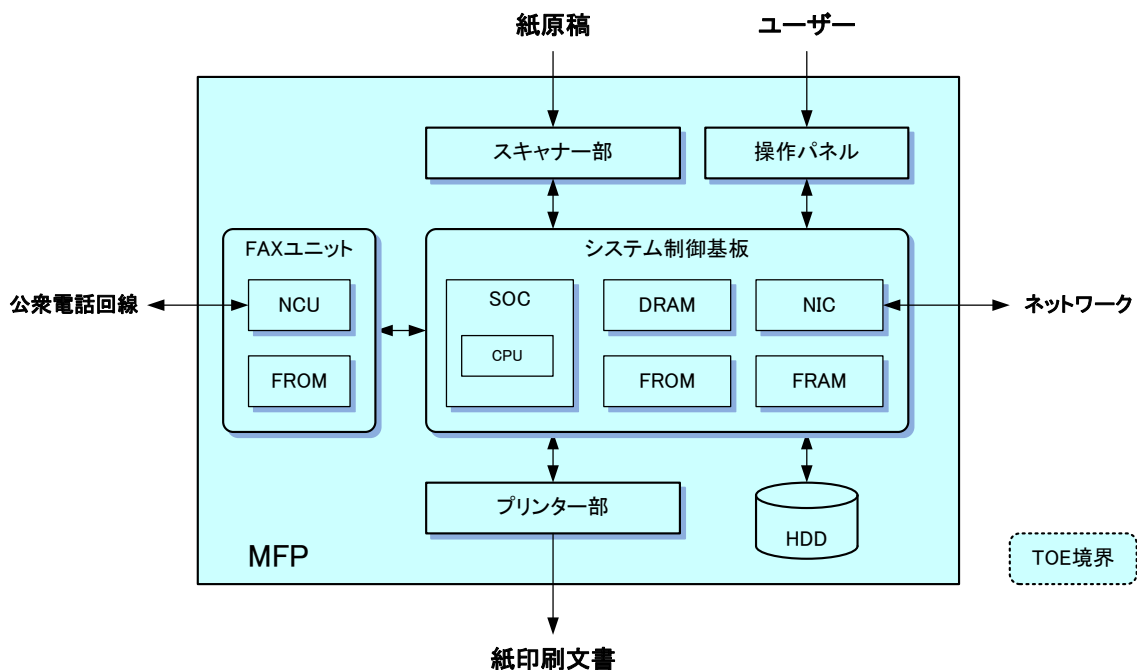 紙原稿
ユーザー
スキャナー部
操作パネル
FAXユニット
システム制御基板
NCU
SOC
DRAM
NIC
公衆電話回線
ネットワーク
CPU
FROM
FROM
FRAM
プリンター部
HDD
MFP
TOE境界
紙印刷文書